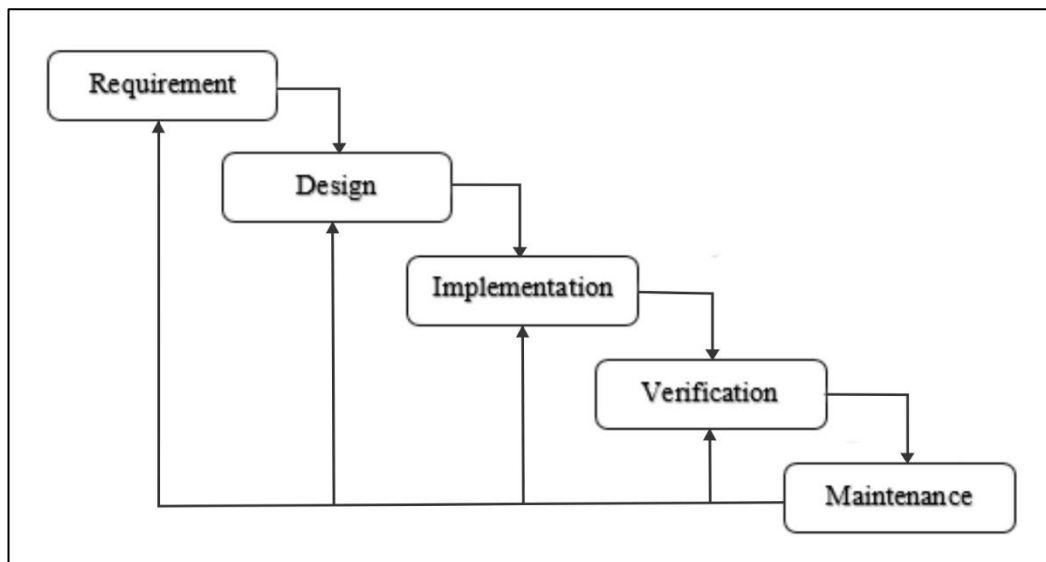 Requirement
Design
Implementation
Verification
Maintenance